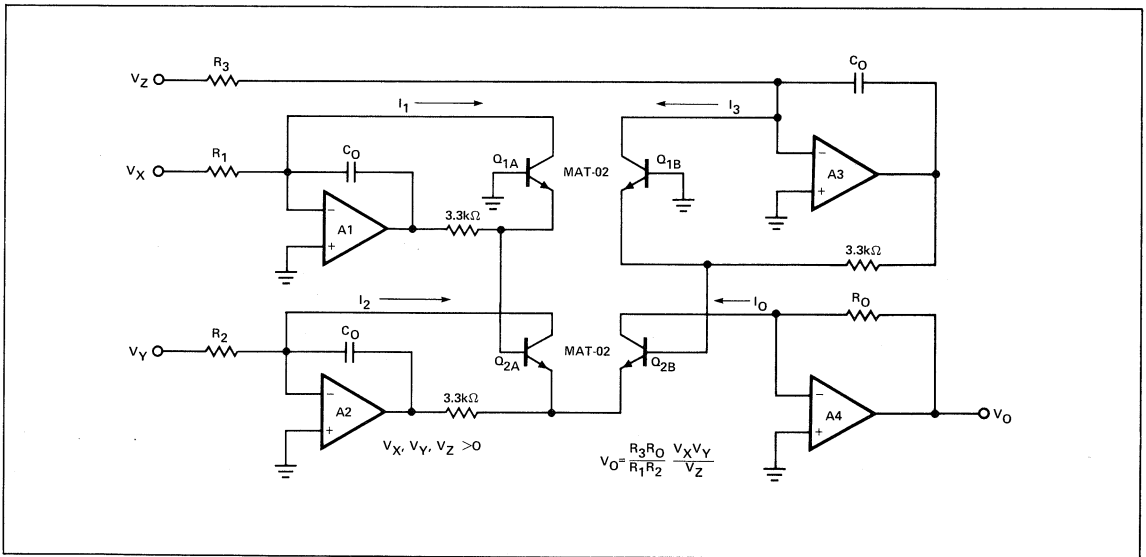 VZ
R3
CO
I1
I3
VX
R1
CO
Q1A
MAT-02
Q1B
−
A3
+
−
A1
+
3.3kΩ
3.3kΩ
I2
IO
RO
VY
R2
CO
Q2A
MAT-02
Q2B
−
A2
+
3.3kΩ
−
A4
+
VO
VX, VY, VZ >0
VO= R3RO VXVY
R1R2 VZ